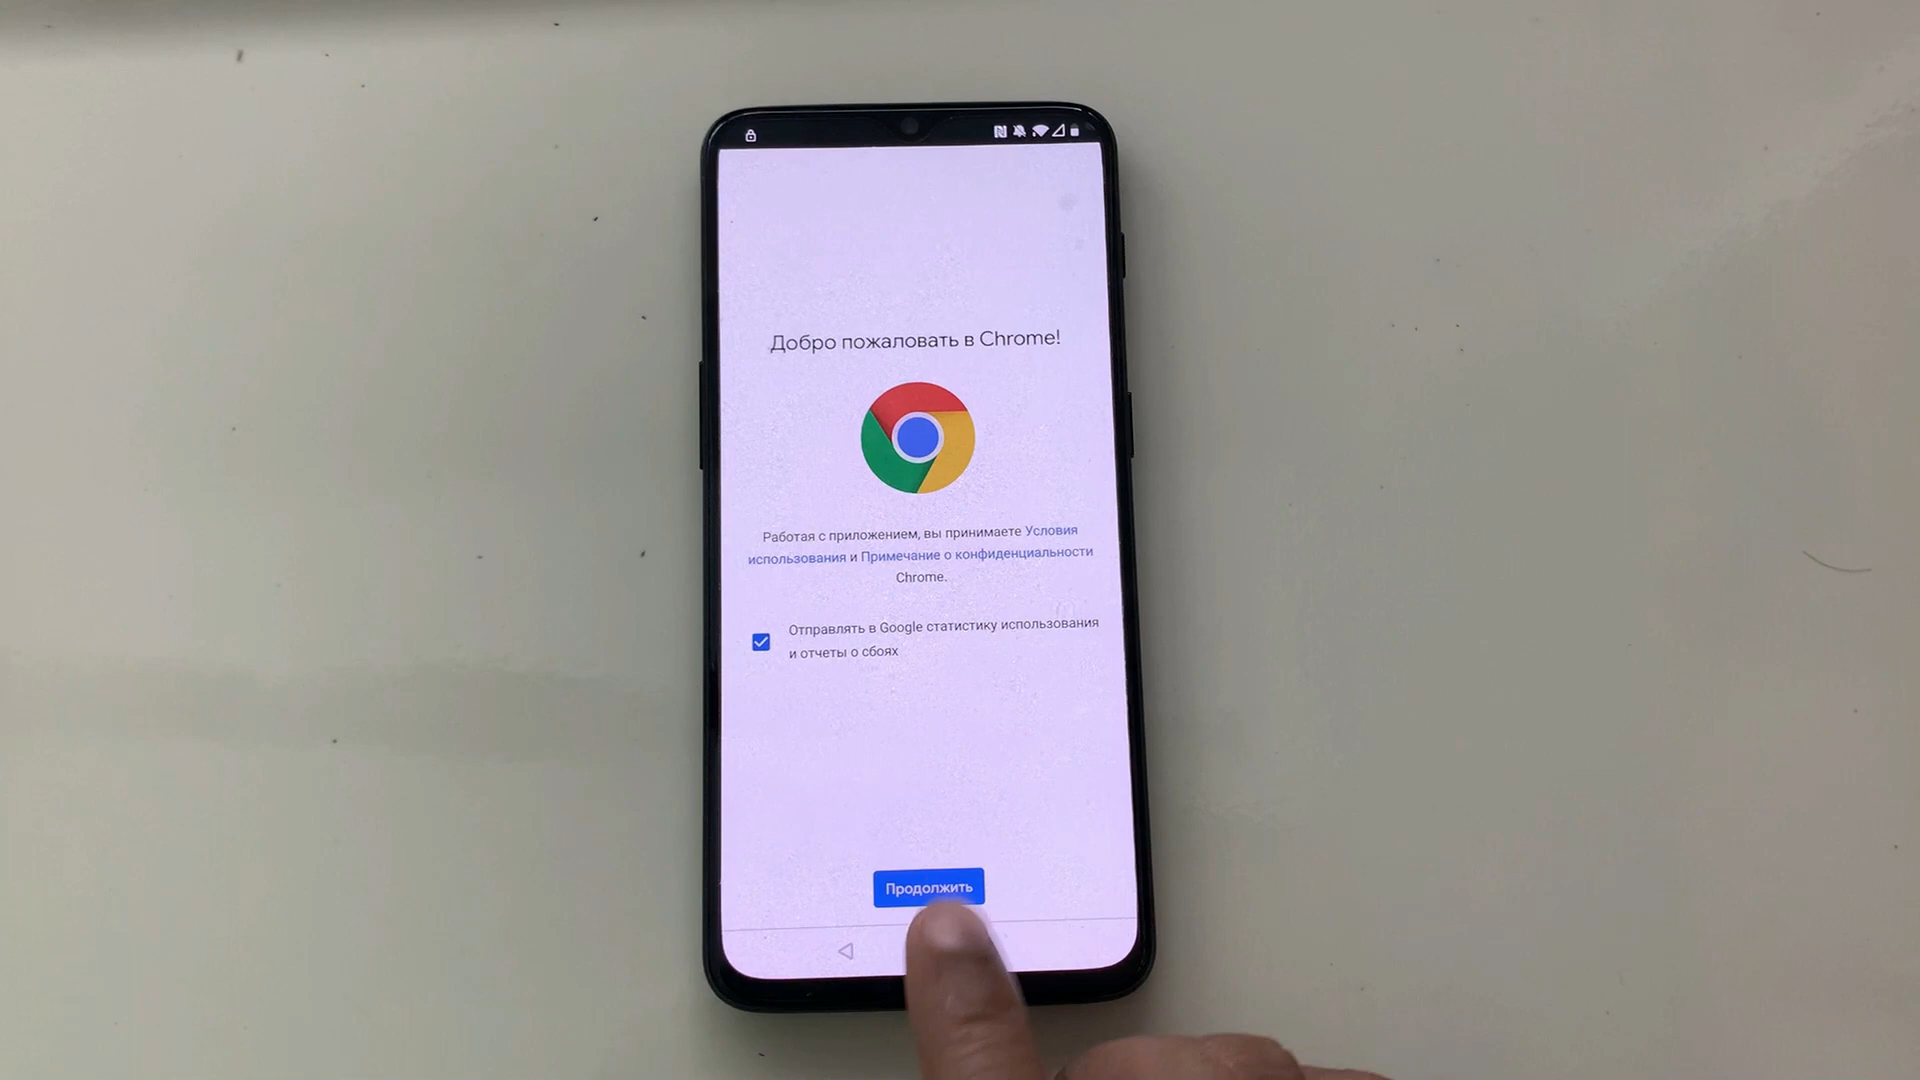 Добро пожаловать в Chrome!
Работая с приложением, вы принимаете Условия
использования и Примечание о конфиденциальности
Chrome.
Отправлять в Google статистику использования
и отчеты о сбоях
Продолжить